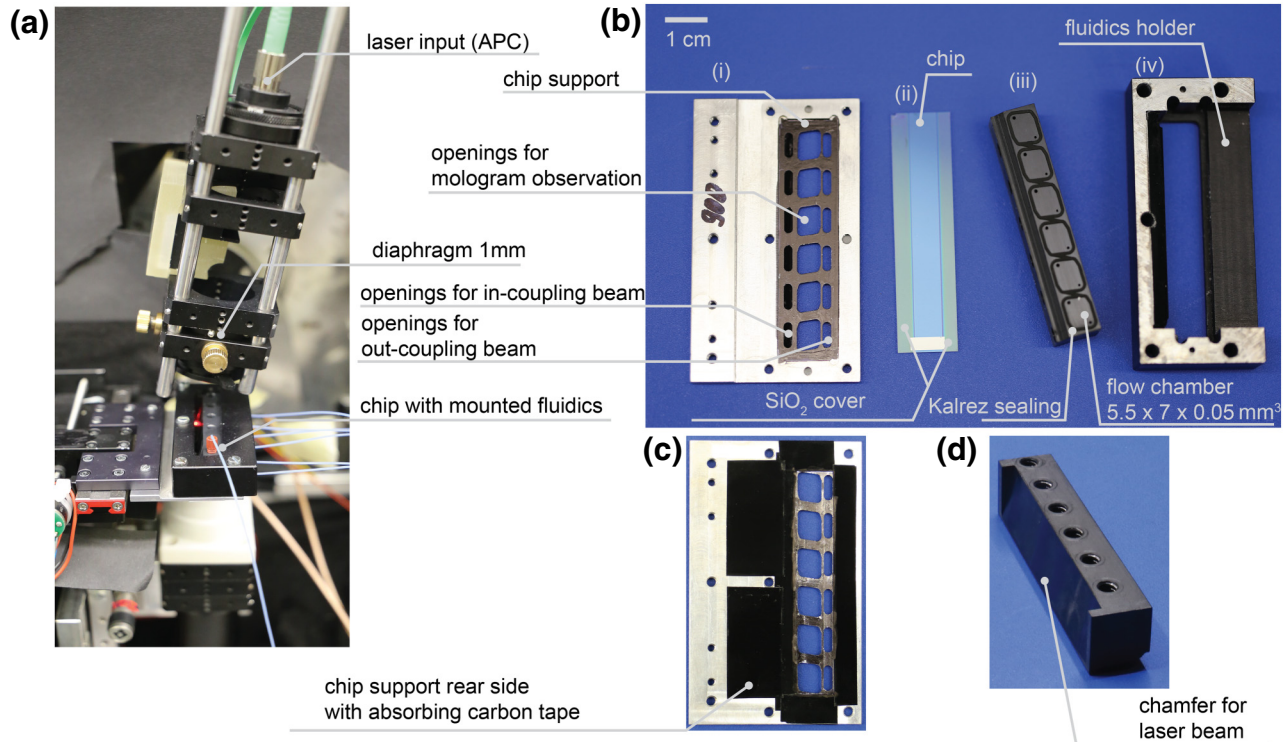 (a)
laser input (APC)
chip support
openings for
mologram observation
diaphragm 1mm
openings for in-coupling beam
openings for
out-coupling beam
chip with mounted fluidics
(b)
1 cm
(i)
906
chip
(ii)
(iii)
fluidics holder
(iv)
SiO₂ cover
Kalrez sealing
flow chamber
5.5 x 7 x 0.05 mm³
(c)
chip support rear side
with absorbing carbon tape
(d)
chamfer for
laser beam